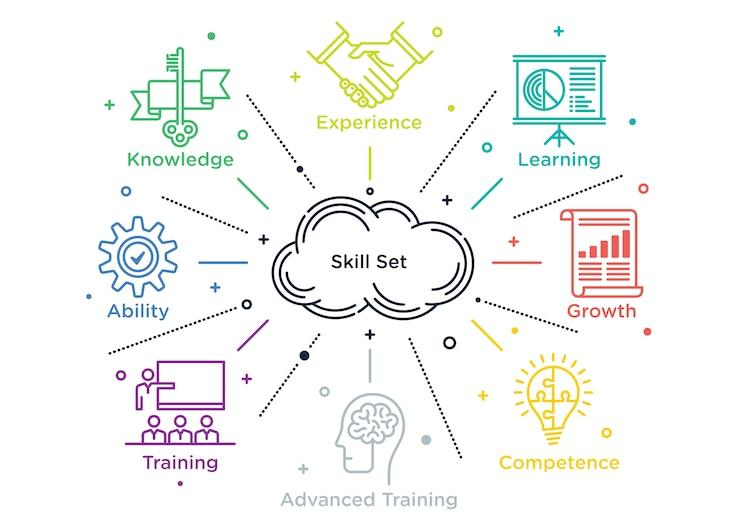 Experience
Knowledge
Learning
Skill Set
Ability
Growth
Training
Competence
Advanced Training